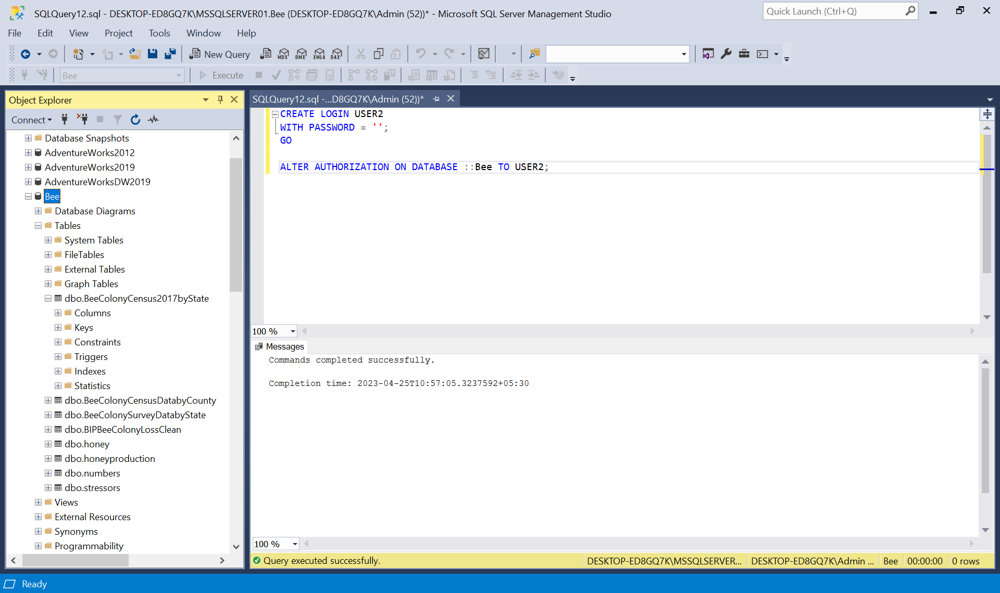 SQLQuery12.sql - DESKTOP-ED8GQ7K\MSSQLSERVER01.Bee (DESKTOP-ED8GQ7K\Admin (52))* - Microsoft SQL Server Management Studio
Quick Launch (Ctrl+Q)
File Edit View Project Tools Window Help
New Query MDX DMX XMLA DAX
Bee
Execute
Object Explorer
SQLQuery12.sql -...D8GQ7K\Admin (52))*
Connect
Database Snapshots
AdventureWorks2012
AdventureWorks2019
AdventureWorksDW2019
Bee
Database Diagrams
Tables
System Tables
FileTables
External Tables
Graph Tables
dbo.BeeColonyCensus2017byState
Columns
Keys
Constraints
Triggers
Indexes
Statistics
dbo.BeeColonyCensusDatabyCounty
dbo.BeeColonySurveyDatabyState
dbo.BIPBeeColonyLossClean
dbo.honey
dbo.honeyproduction
dbo.numbers
dbo.stressors
Views
External Resources
Synonyms
Programmability
CREATE LOGIN USER2
WITH PASSWORD = '';
GO
ALTER AUTHORIZATION ON DATABASE ::Bee TO USER2;
100 %
Messages
Commands completed successfully.
Completion time: 2023-04-25T10:57:05.3237592+05:30
100 %
Query executed successfully.
DESKTOP-ED8GQ7K\MSSQLSERVER... DESKTOP-ED8GQ7K\Admin ... Bee 00:00:00 0 rows
Ready